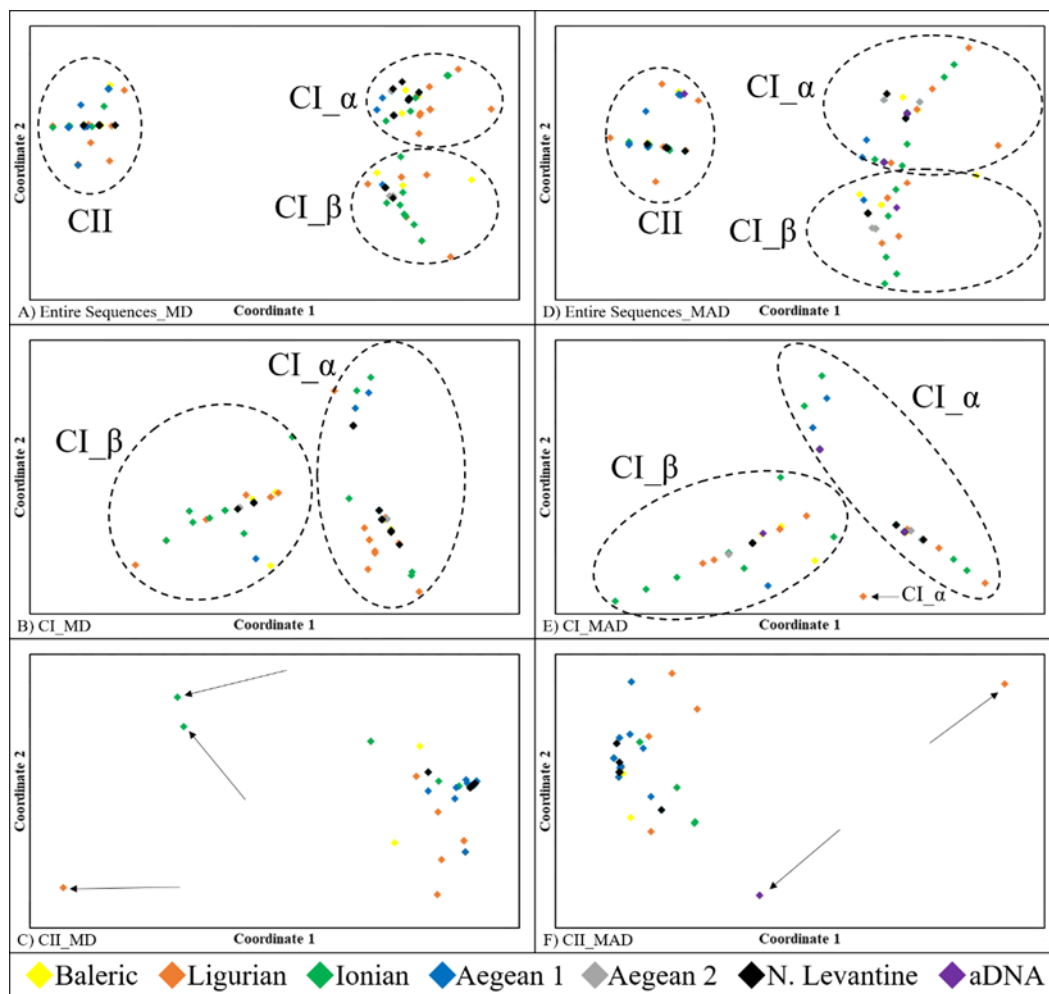 CI_α
CI_β
CII
Coordinate 2
A) Entire Sequences_MD
Coordinate 1
CI_α
CI_β
CII
Coordinate 2
D) Entire Sequences_MAD
Coordinate 1
CI_α
CI_β
Coordinate 2
B) CI_MD
Coordinate 1
CI_α
CI_β
CI_α
Coordinate 2
E) CI_MAD
Coordinate 1
Coordinate 2
C) CII_MD
Coordinate 1
Coordinate 2
F) CII_MAD
Coordinate 1
Baleric Ligurian Ionian Aegean 1 Aegean 2 N. Levantine aDNA